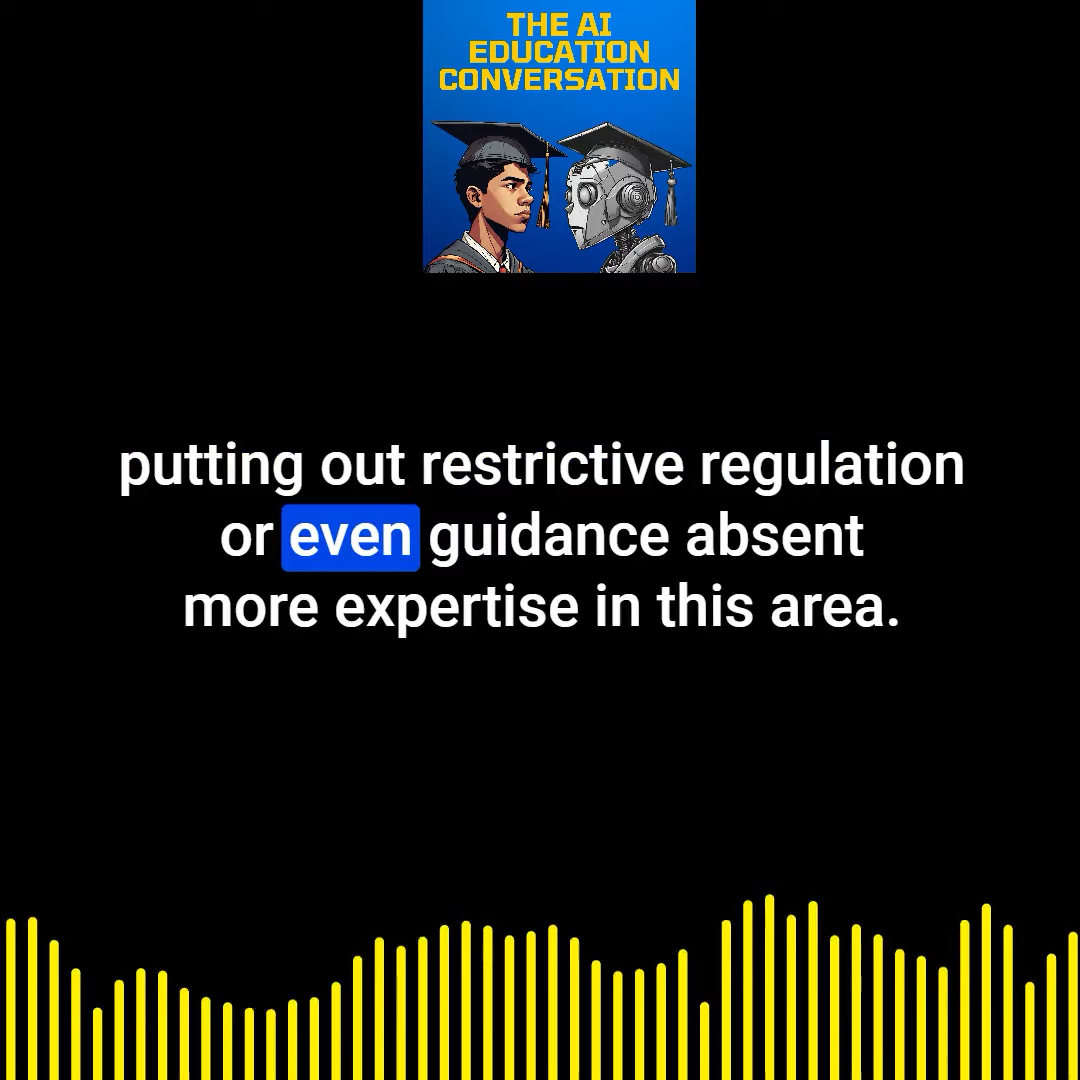 THE AI
EDUCATION
CONVERSATION
putting out restrictive regulation
or even guidance absent
more expertise in this area.